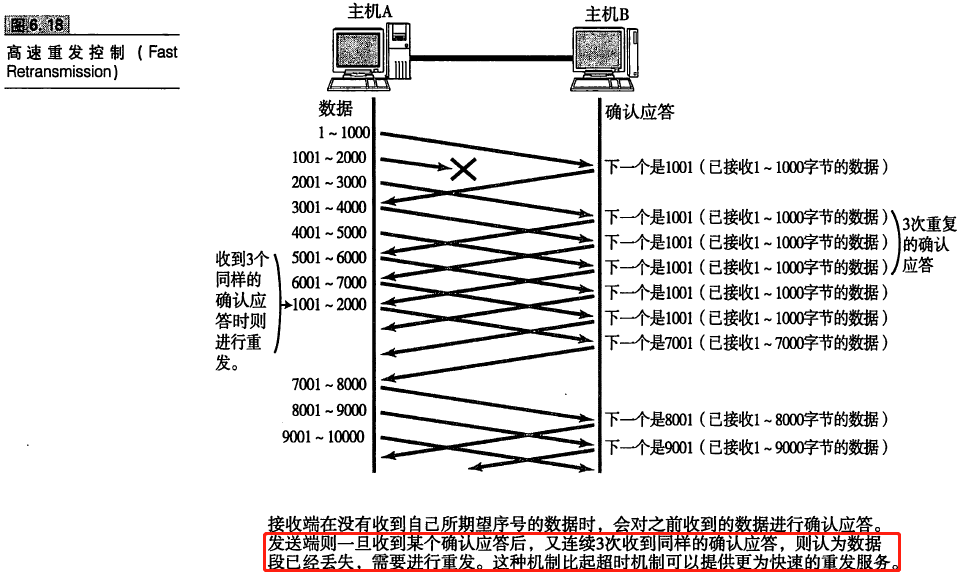 图6.18
高速重发控制（Fast
Retransmission）
主机A
主机B
数据
确认应答
1～1000
1001～2000
2001～3000
3001～4000
4001～5000
5001～6000
6001～7000
1001～2000
7001～8000
8001～9000
9001～10000
收到3个
同样的
确认应
答时则
进行重
发。
下一个是1001（已接收1～1000字节的数据）
下一个是1001（已接收1～1000字节的数据）
下一个是1001（已接收1～1000字节的数据）
下一个是1001（已接收1～1000字节的数据）
下一个是1001（已接收1～1000字节的数据）
下一个是1001（已接收1～1000字节的数据）
下一个是7001（已接收1～7000字节的数据）
下一个是8001（已接收1～8000字节的数据）
下一个是9001（已接收1～9000字节的数据）
3次重复
的确认
应答
接收端在没有收到自己所期望序号的数据时，会对之前收到的数据进行确认应答。
发送端则一旦收到某个确认应答后，又连续3次收到同样的确认应答，则认为数据
段已经丢失，需要进行重发。这种机制比起超时机制可以提供更为快速的重发服务。